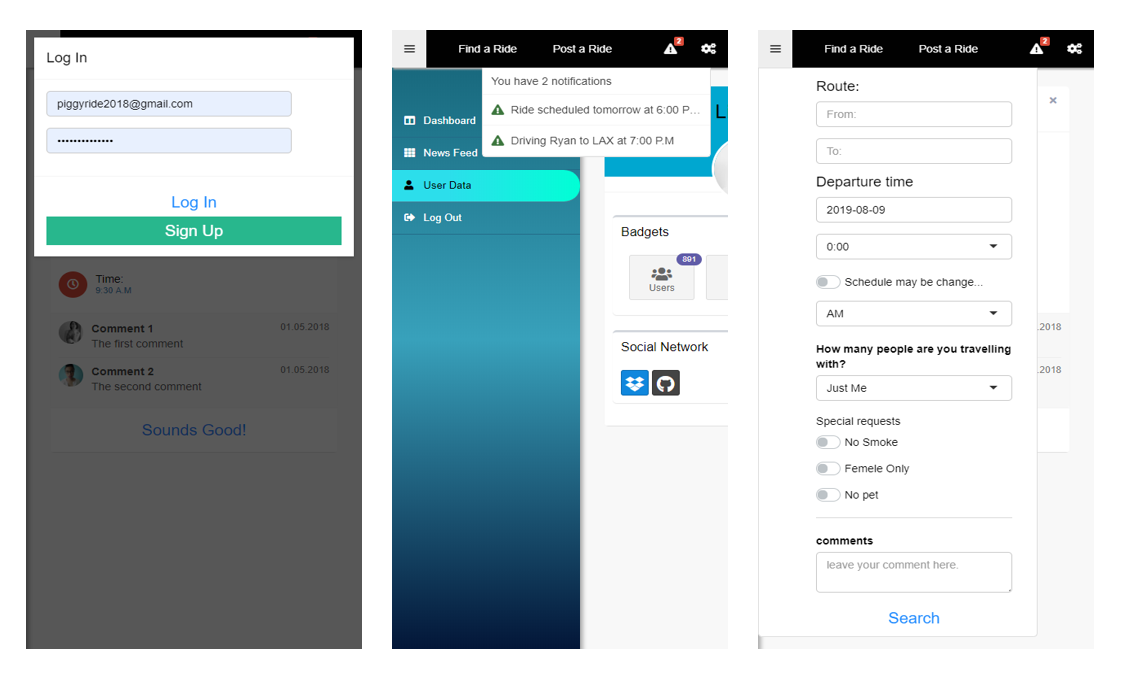 Log In
piggyride2018@gmail.com
••••••••••••••
Log In
Sign Up
Time:
9:30 A.M
Comment 1
01.05.2018
The first comment
Comment 2
01.05.2018
The second comment
Sounds Good!
Find a Ride
Post a Ride
2
You have 2 notifications
Ride scheduled tomorrow at 6:00 P...
Driving Ryan to LAX at 7:00 P.M
L
Dashboard
News Feed
User Data
Log Out
Badgets
891
Users
Social Network
Find a Ride
Post a Ride
2
Route:
×
From:
To:
Departure time
2019-08-09
0:00
Schedule may be change...
AM
.2018
How many people are you travelling
with?
.2018
Just Me
Special requests
No Smoke
Femele Only
No pet
comments
leave your comment here.
Search